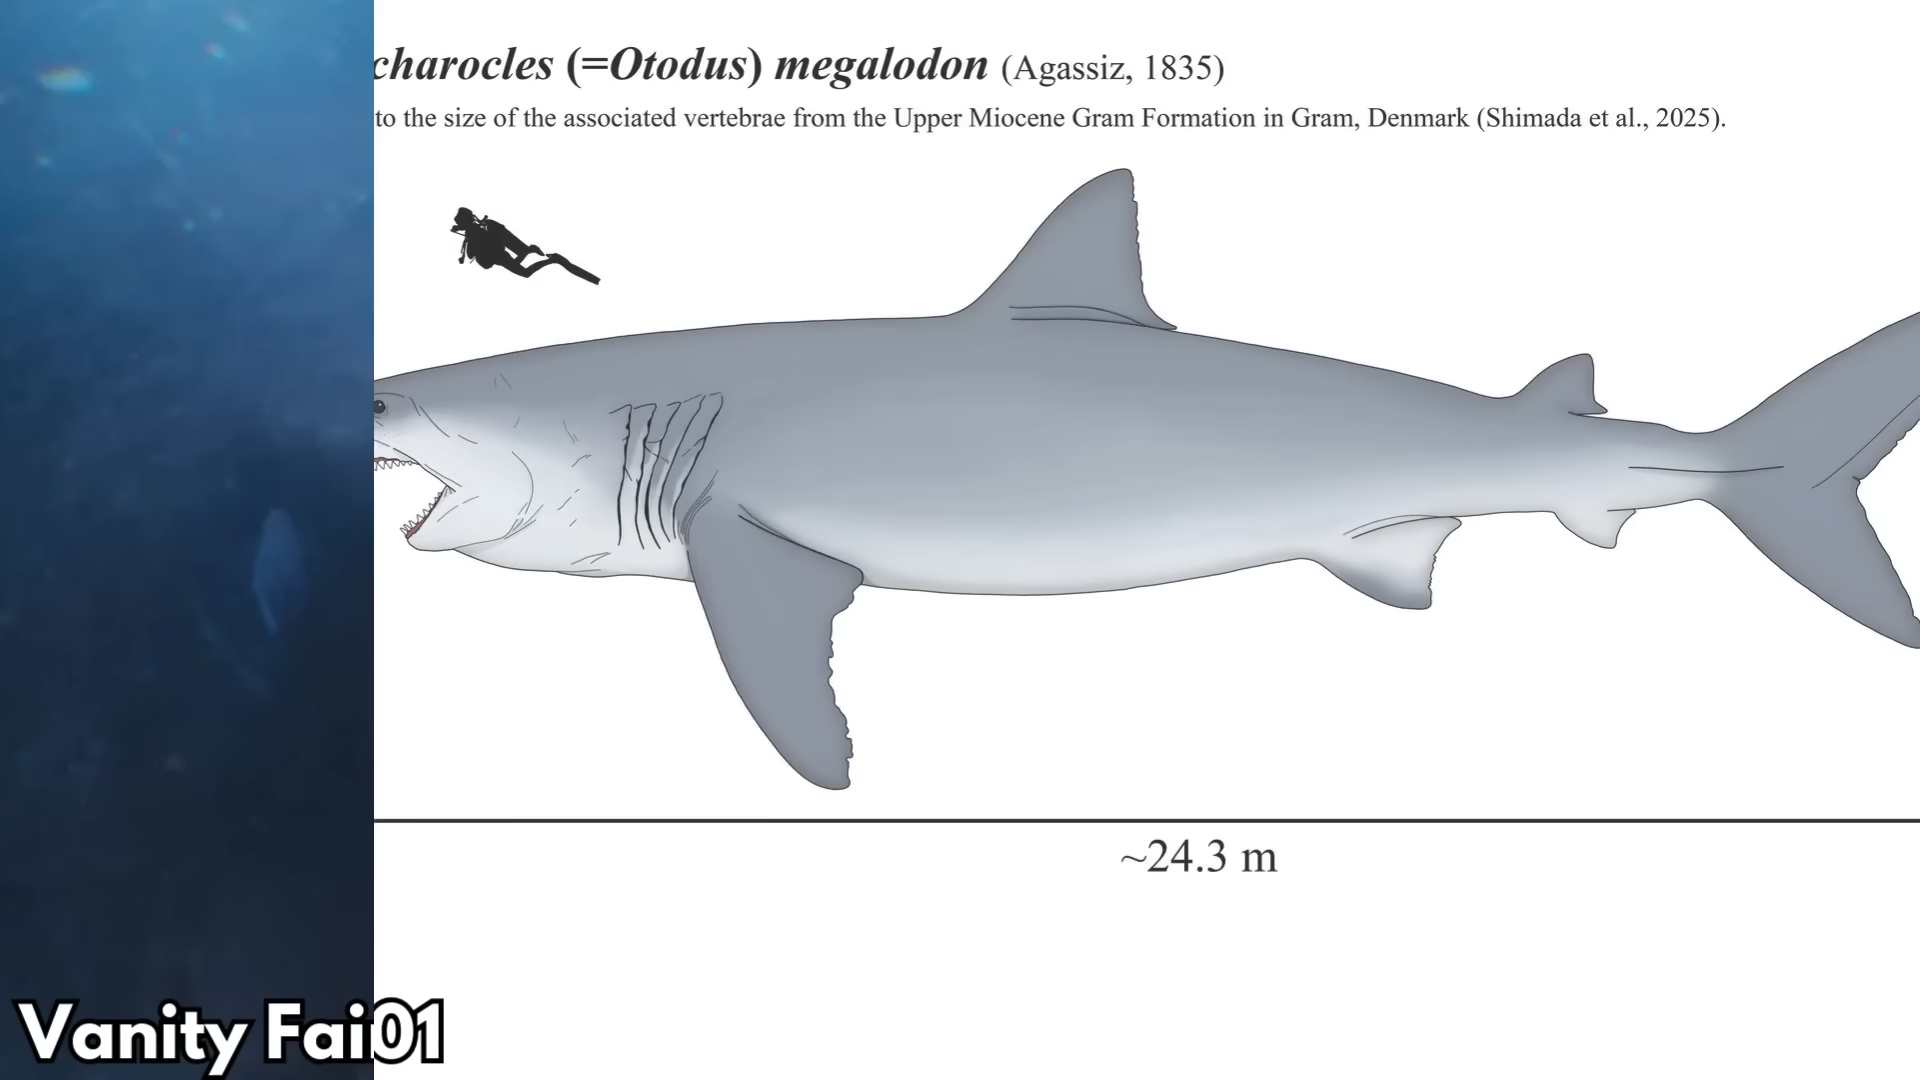 charocles (=Otodus) megalodon (Agassiz, 1835)
to the size of the associated vertebrae from the Upper Miocene Gram Formation in Gram, Denmark (Shimada et al., 2025).
~24.3 m
Vanity Fai01